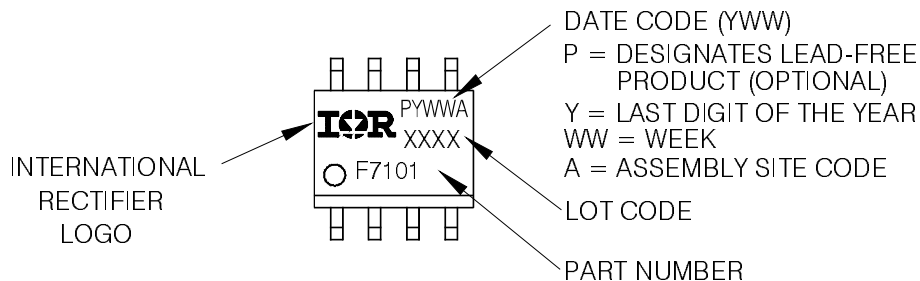 DATE CODE (YWW)
P = DESIGNATES LEAD-FREE
PRODUCT (OPTIONAL)
Y = LAST DIGIT OF THE YEAR
WW = WEEK
A = ASSEMBLY SITE CODE
LOT CODE
PART NUMBER
INTERNATIONAL
RECTIFIER
LOGO
IOR
PYWWA
XXXX
F7101